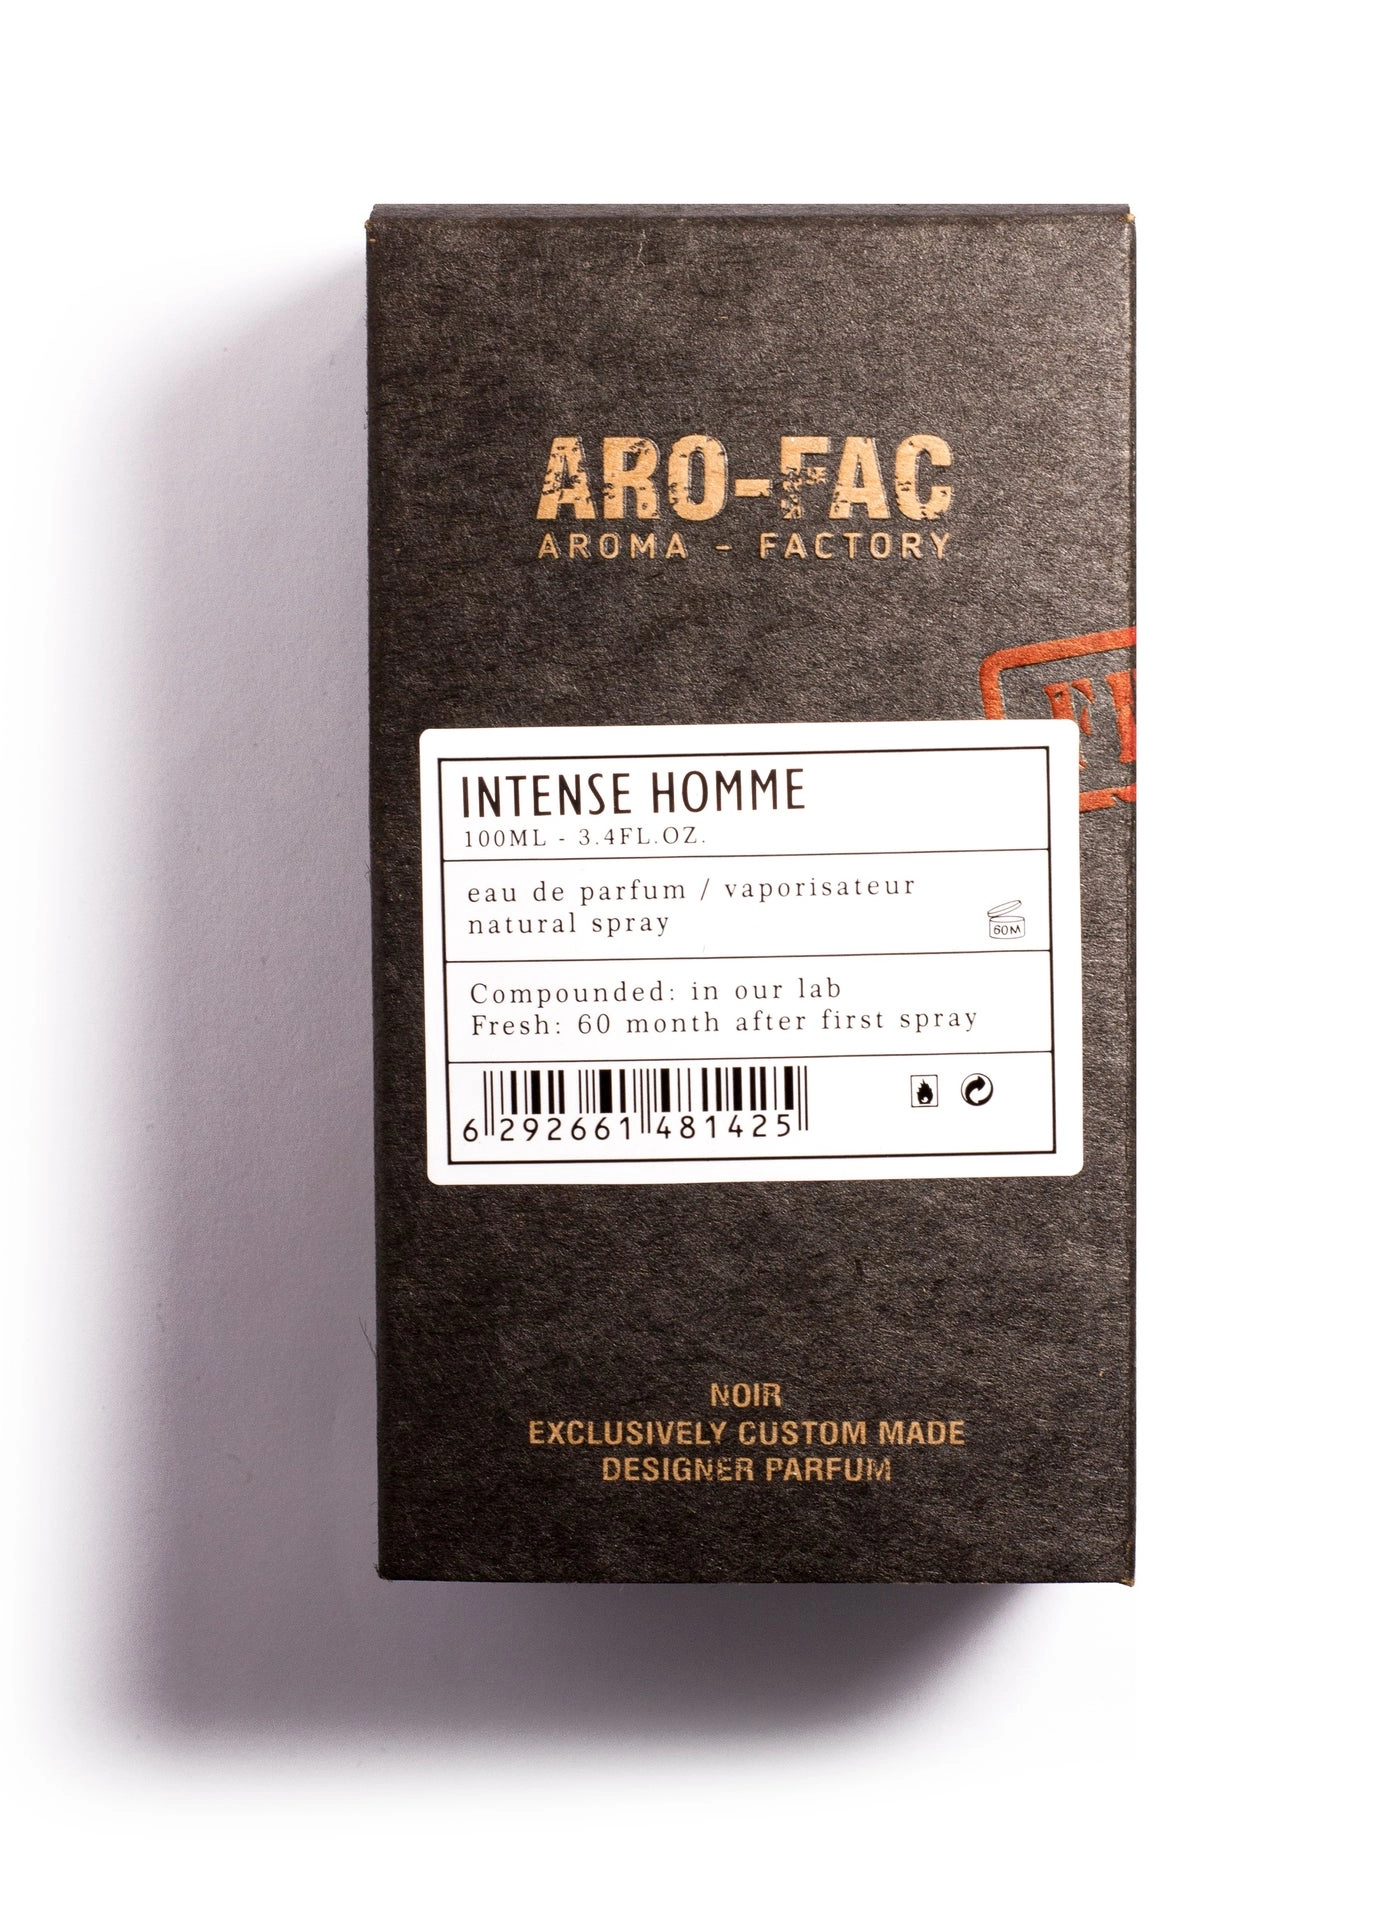 ARO-FAC
AROMA - FACTORY
INTENSE HOMME
100ML - 3.4FL.OZ.
eau de parfum / vaporisateur
natural spray
60M
Compounded: in our lab
Fresh: 60 month after first spray
6 292661 481425
NOIR
EXCLUSIVELY CUSTOM MADE
DESIGNER PARFUM